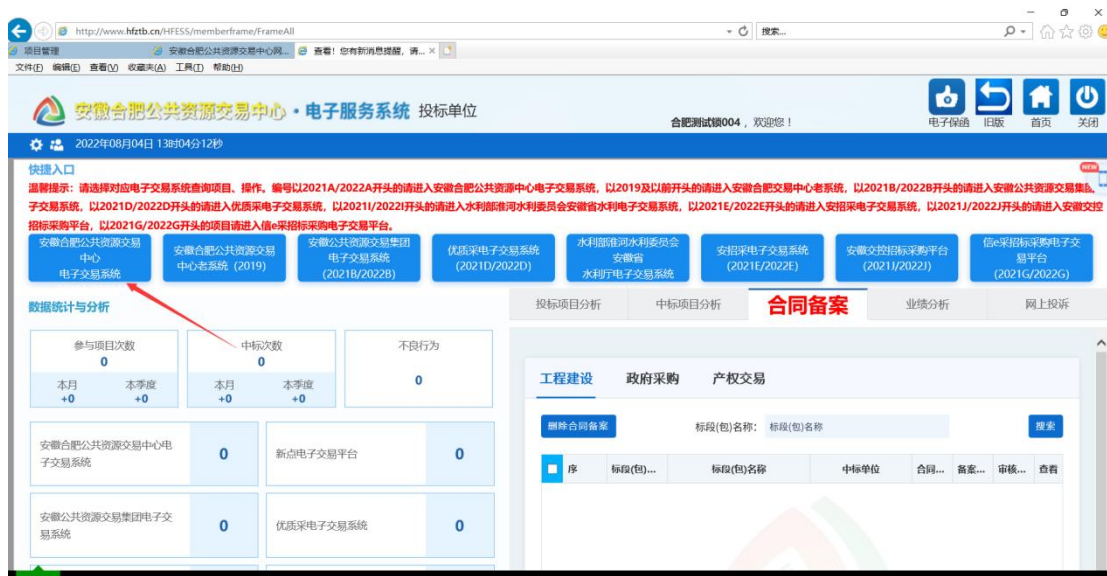 http://www.hfztb.cn/HFESS/memberframe/FrameAll
搜索...
项目管理
安徽合肥公共资源交易中心网...
查看！您有新消息提醒，请...
文件(F) 编辑(E) 查看(V) 收藏夹(A) 工具(T) 帮助(H)
安徽合肥公共资源交易中心·电子服务系统 投标单位
合肥测试锁004，欢迎您！
电子保函 旧版 首页 关闭
2022年08月04日 13时04分12秒
快捷入口
NEW
温馨提示：请选择对应电子交易系统查询项目、操作。编号以2021A/2022A开头的请进入安徽合肥公共资源中心电子交易系统，以2019及以前开头的请进入安徽合肥交易中心老系统，以2021B/2022B开头的请进入安徽公共资源交易集团
子交易系统，以2021D/2022D开头的请进入优质采电子交易系统，以2021I/2022I开头的请进入水利部淮河水利委员会安徽省水利电子交易系统，以2021E/2022E开头的请进入安招采电子交易系统，以2021J/2022J开头的请进入安徽交控
招标采购平台，以2021G/2022G开头的项目请进入信e采招标采购电子交易平台。
安徽合肥公共资源交易
中心
电子交易系统
安徽合肥公共资源交易
中心老系统（2019）
安徽公共资源交易集团
电子交易系统
（2021B/2022B）
优质采电子交易系统
（2021D/2022D）
水利部淮河水利委员会
安徽省
水利厅电子交易系统
安招采电子交易系统
（2021E/2022E）
安徽交控招标采购平台
（2021J/2022J）
信e采招标采购电子交
易平台
（2021G/2022G）
数据统计与分析
投标项目分析 中标项目分析 合同备案 业绩分析 网上投诉
参与项目次数
0
本月 本季度
+0 +0
中标次数
0
本月 本季度
+0 +0
不良行为
0
安徽合肥公共资源交易中心电
子交易系统
0
新点电子交易平台
0
安徽公共资源交易集团电子交
易系统
0
优质采电子交易系统
0
工程建设 政府采购 产权交易
删除合同备案 标段(包)名称： 标段(包)名称 搜索
序 标段(包)... 标段(包)名称 中标单位 合同... 备案... 审核... 查看